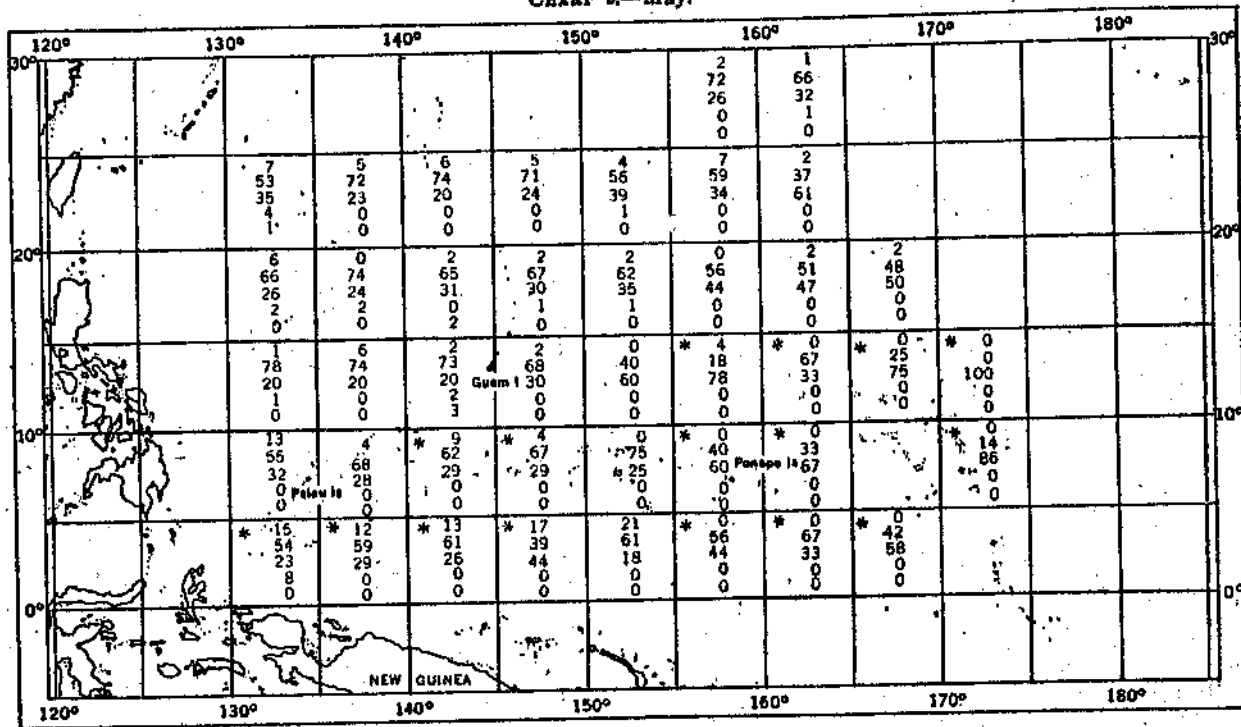 120° 130° 140° 150° 160° 170° 180°
30° 30°
2 1
72 66
26 32
0 1
0 0
7 5 6 5 4 7 2
53 72 74 71 56 59 37
35 23 20 24 39 34 61
4 0 0 0 1 0 0
1 0 0 0 0 0 0
20° 20°
6 0 2 2 2 0 2 2
66 74 65 67 62 56 51 48
26 24 31 30 35 44 47 50
2 2 0 1 1 0 0 0
0 0 2 0 0 0 0 0
1 6 2 2 0 * 4 * 0 * 0 * 0
78 74 73 68 40 18 67 25 0
20 20 20 Guam I 30 60 78 33 75 100
1 0 2 0 0 0 0 0 0
0 0 3 0 0 0 0 0 0
10° 10°
13 4 * 9 * 4 0 * 0 * 0 * 0
55 68 62 67 75 40 33 14
32 28 29 29 25 60 Ponape Is 67 86
0 Palau Is 0 0 0 0 0 0 0
0 0 0 0 0 0 0 0
* 15 * 12 * 13 * 17 21 * 0 * 0 * 0
54 59 61 39 61 56 67 42
23 29 26 44 18 44 33 58
8 0 0 0 0 0 0 0
0 0 0 0 0 0 0 0
0° 0°
NEW GUINEA
120° 130° 140° 150° 160° 170° 180°